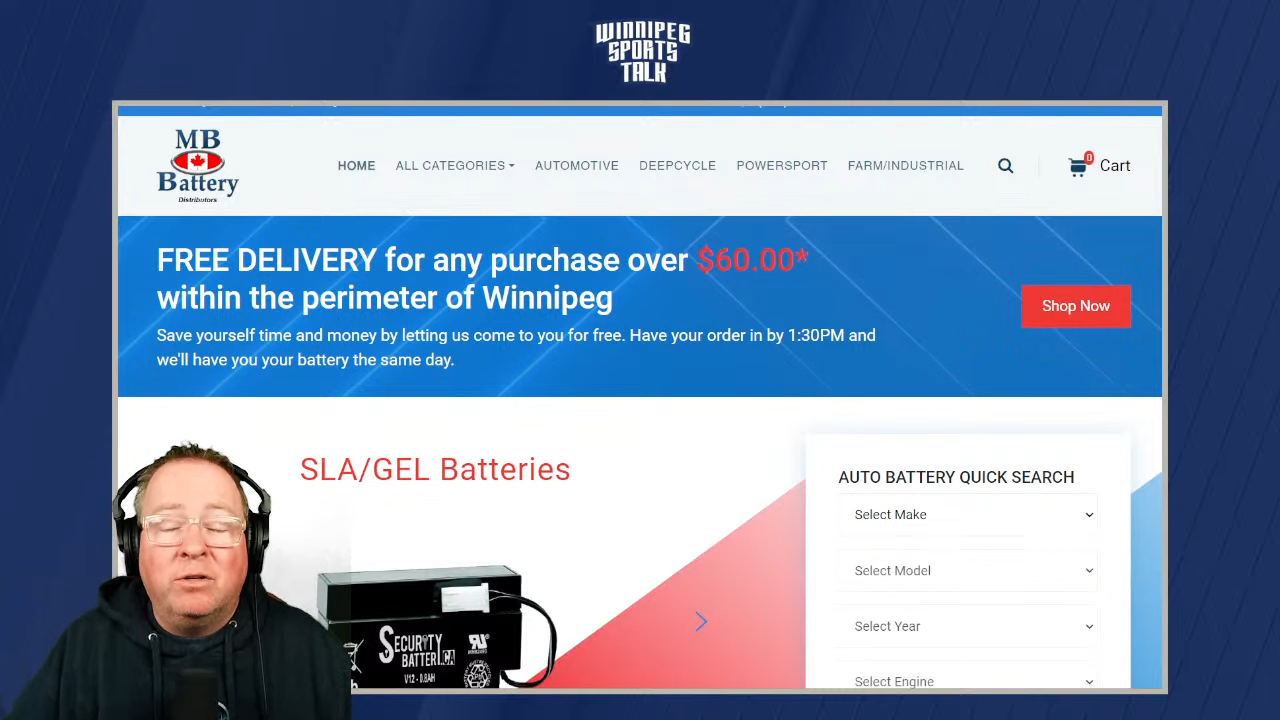 WINNIPEG
SPORTS
TALK
MB
Battery
Distributors
HOME
ALL CATEGORIES
AUTOMOTIVE
DEEPCYCLE
POWERSPORT
FARM/INDUSTRIAL
0
Cart
FREE DELIVERY for any purchase over $60.00*
within the perimeter of Winnipeg
Save yourself time and money by letting us come to you for free. Have your order in by 1:30PM and
we'll have you your battery the same day.
Shop Now
SLA/GEL Batteries
AUTO BATTERY QUICK SEARCH
Select Make
Select Model
Select Year
Select Engine
SECURITY
BATTERY.CA
V12 - 0.8AH